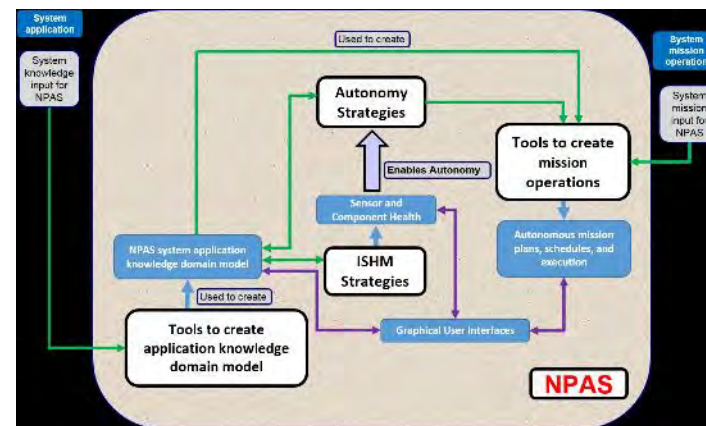 System
application
System
knowledge
input for
NPAS
Used to create
System
mission
operation
System
mission
input for
NPAS
Autonomy
Strategies
Tools to create
mission
operations
Enables Autonomy
Sensor and
Component Health
NPAS system application
knowledge domain model
Autonomous mission
plans, schedules, and
execution
ISHM
Strategies
Used to create
Tools to create
application knowledge
domain model
Graphical User Interfaces
NPAS